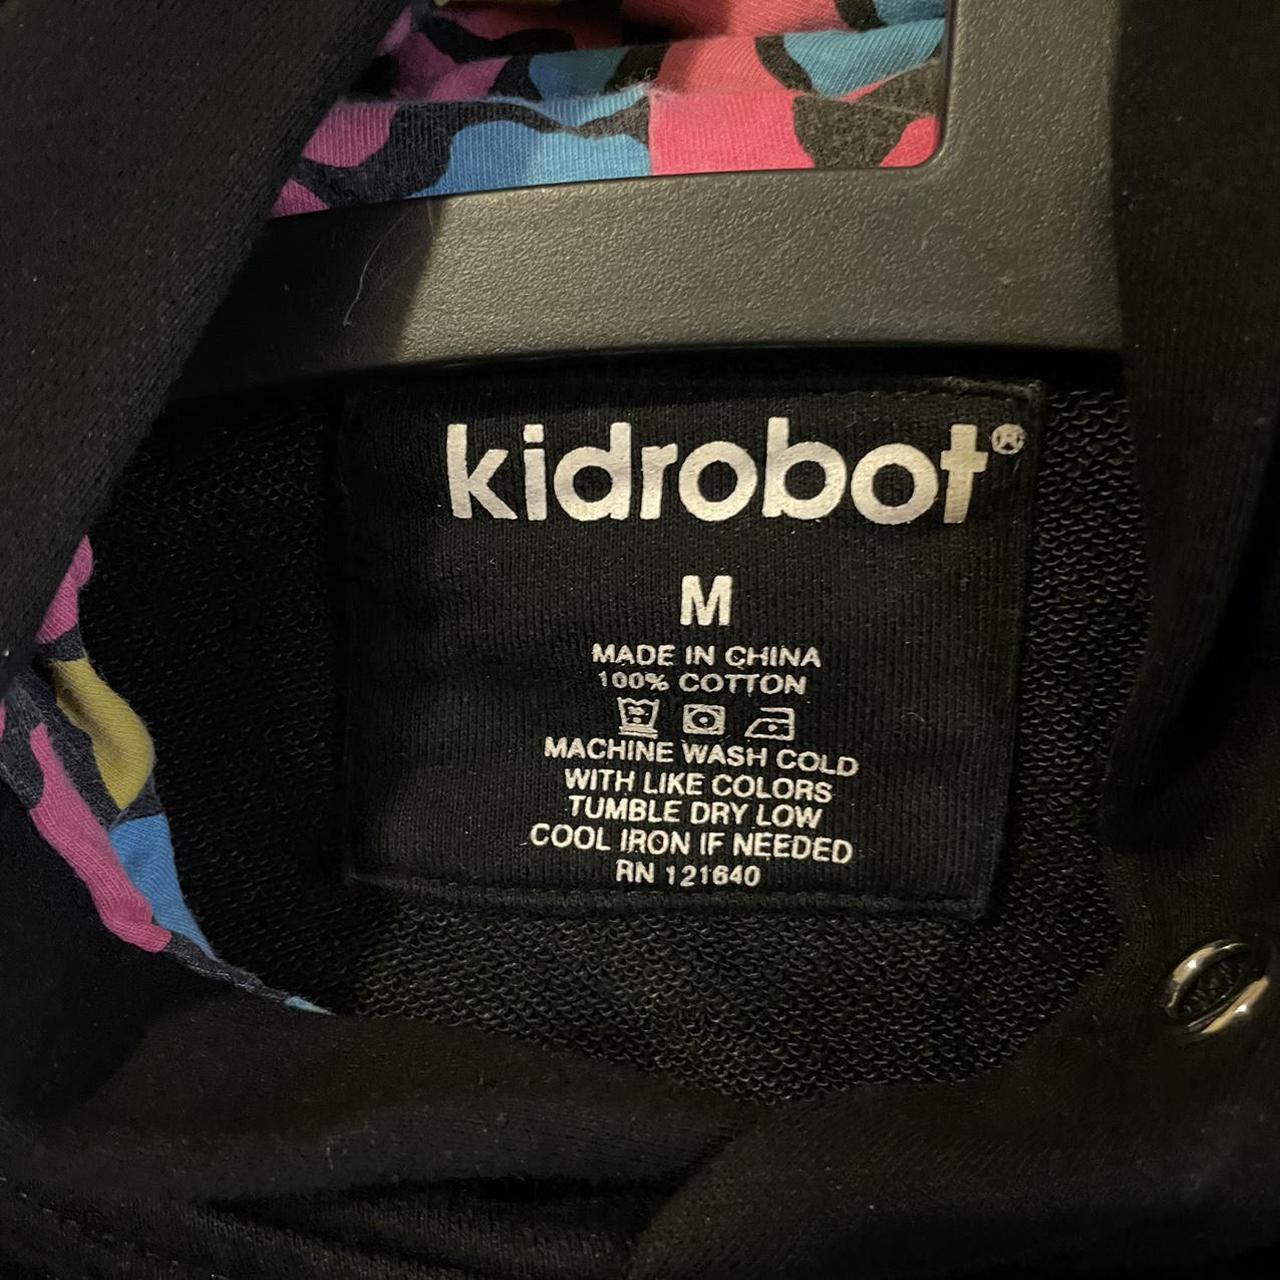 kidrobot®
M
MADE IN CHINA
100% COTTON
MACHINE WASH COLD
WITH LIKE COLORS
TUMBLE DRY LOW
COOL IRON IF NEEDED
RN 121640